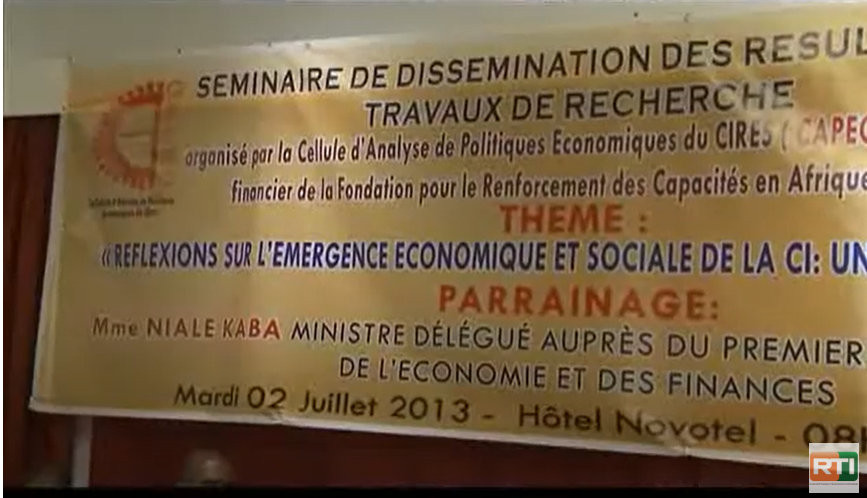 SEMINAIRE DE DISSEMINATION DES RESUL
TRAVAUX DE RECHERCHE
organisé par la Cellule d'Analyse de Politiques Economiques du CIRES ( CAPEC
financier de la Fondation pour le Renforcement des Capacités en Afrique
THEME :
« REFLEXIONS SUR L'EMERGENCE ECONOMIQUE ET SOCIALE DE LA CI: UN
PARRAINAGE:
Mme NIALE KABA MINISTRE DÉLÉGUÉ AUPRÈS DU PREMIER
DE L'ECONOMIE ET DES FINANCES
Mardi 02 Juillet 2013 - Hôtel Novotel - 08H
RTI